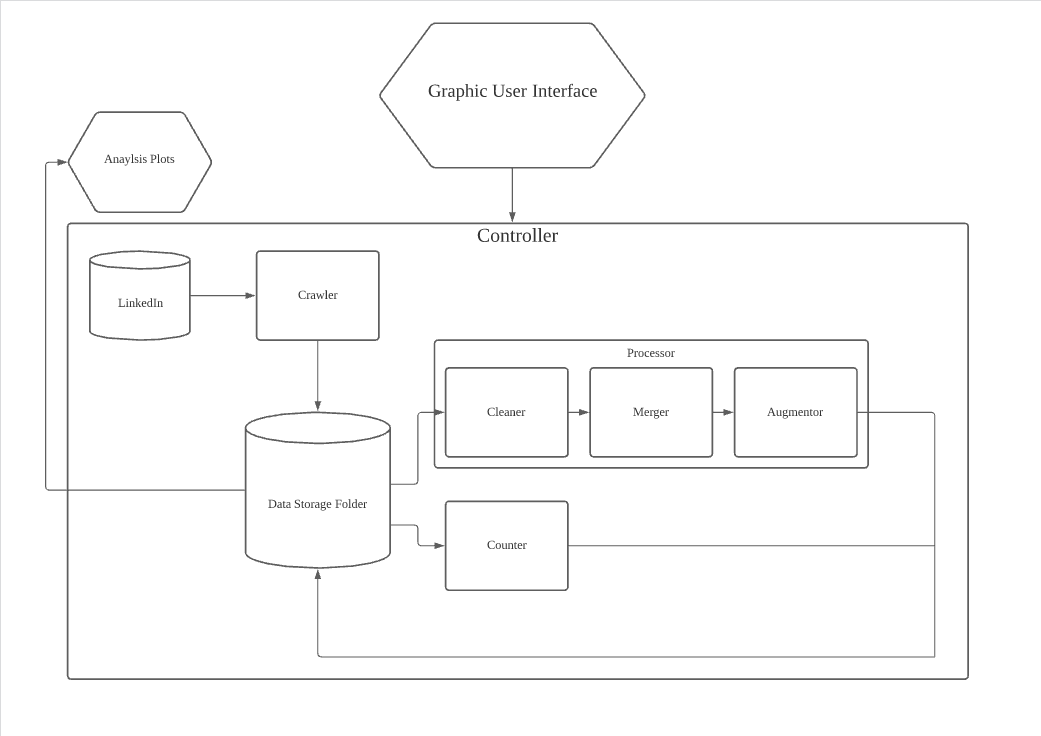 Graphic User Interface
Anaylsis Plots
Controller
LinkedIn
Crawler
Processor
Cleaner
Merger
Augmentor
Data Storage Folder
Counter